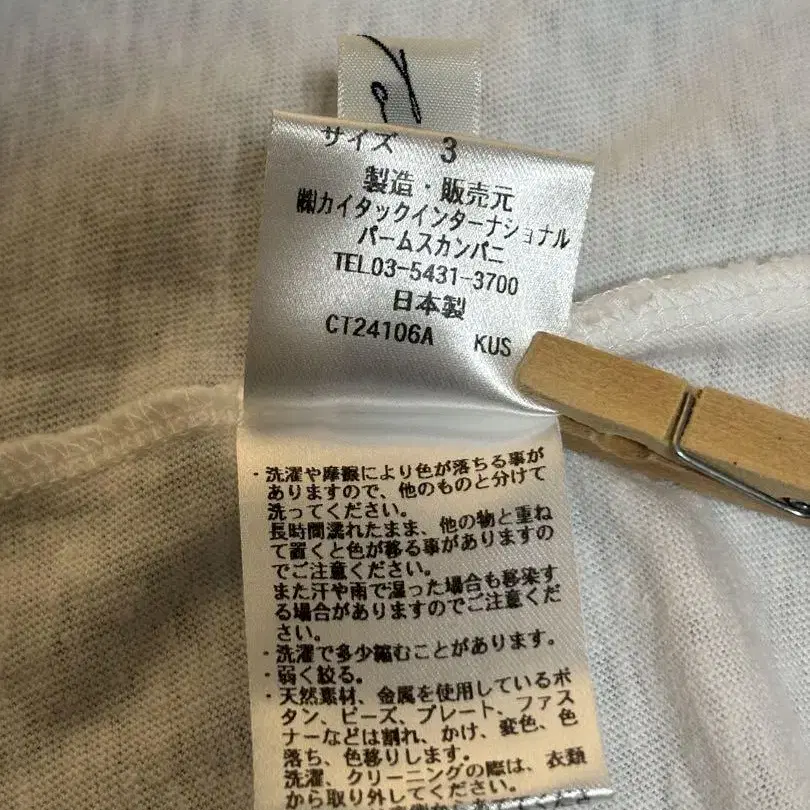 サイズ 3
製造・販売元
㈱カイタックインターナショナル
パームスカンパニ
TEL03-5431-3700
日本製
CT24106A KUS
・洗濯や摩擦により色が落ちる事が
ありますので、他のものと分けて
洗ってください。
長時間濡れたまま、他の物と重ね
て置くと色が移る事がありますの
でご注意ください。
また汗や雨で湿った場合も移染す
る場合がありますのでご注意くだ
さい。
・洗濯で多少縮むことがあります。
・弱く絞る。
・天然素材、金属を使用しているボ
タン、ビーズ、プレート、ファス
ナーなどは割れ、かけ、変色、色
落ち、色移りします。
洗濯、クリーニングの際は、衣類
から取り外してください。